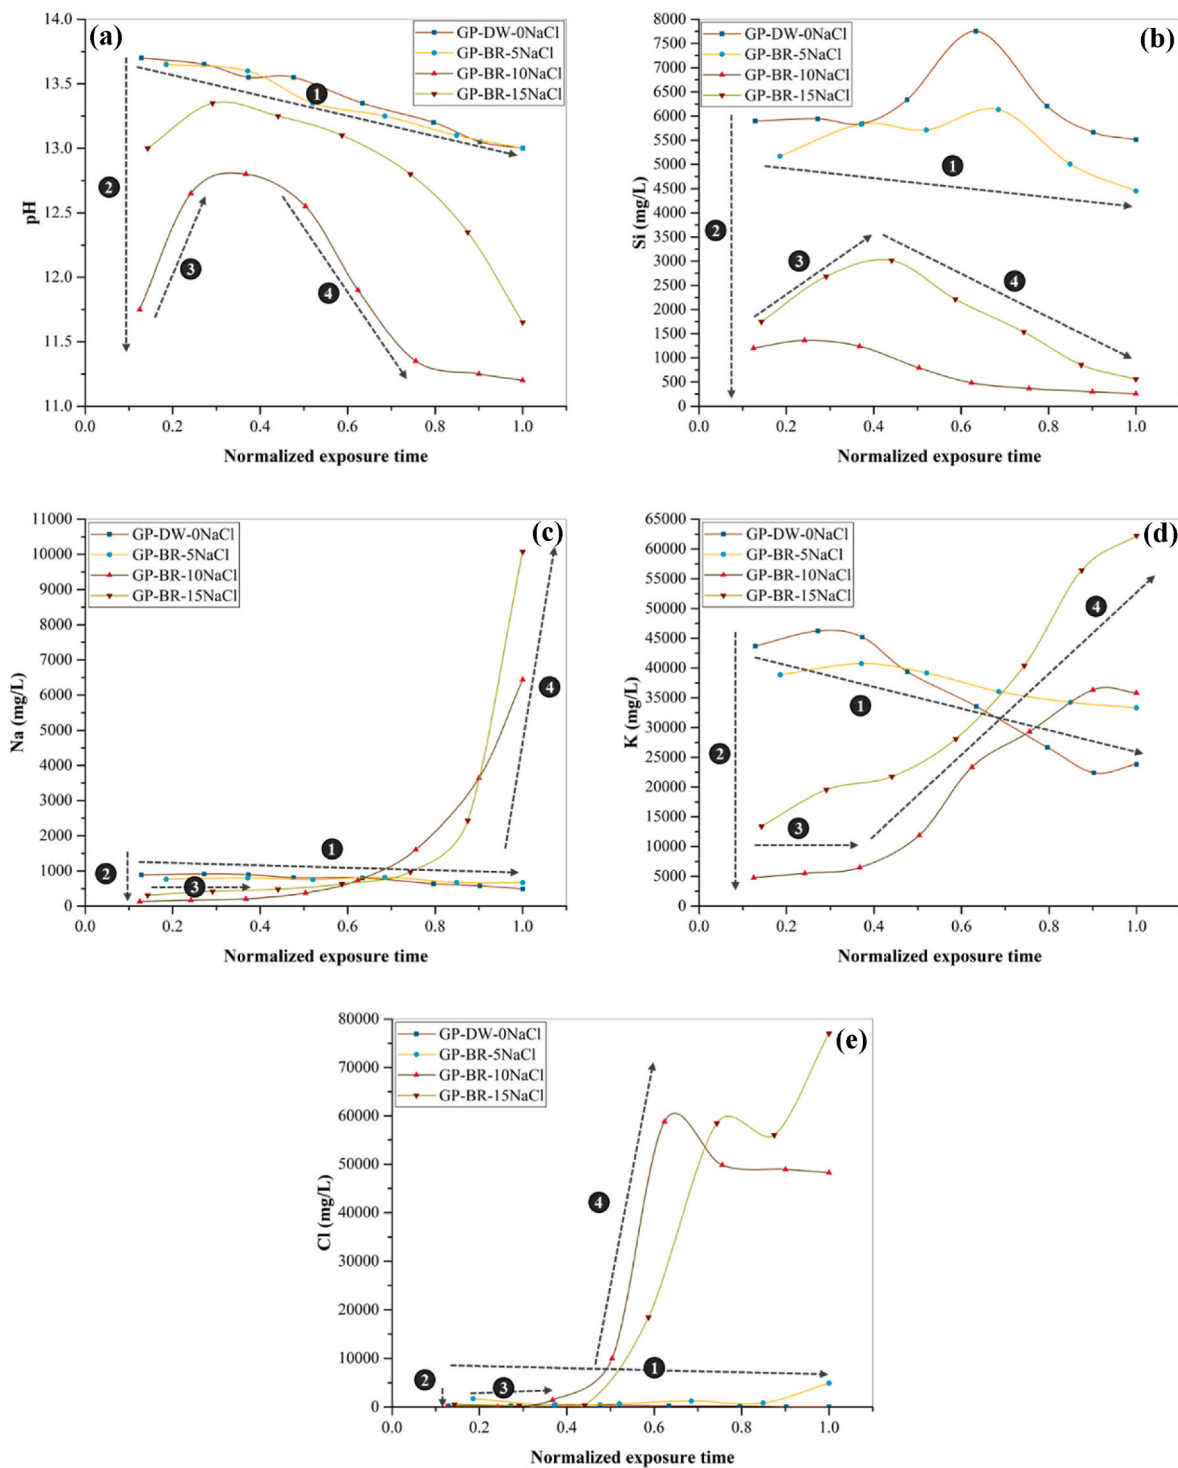 (a)
GP-DW-0NaCl
GP-BR-5NaCl
GP-BR-10NaCl
GP-BR-15NaCl
14.0
13.5
13.0
12.5
12.0
11.5
11.0
pH
1
2
3
4
0.0 0.2 0.4 0.6 0.8 1.0
Normalized exposure time
(b)
GP-DW-0NaCl
GP-BR-5NaCl
GP-BR-10NaCl
GP-BR-15NaCl
8000
7500
7000
6500
6000
5500
5000
4500
4000
3500
3000
2500
2000
1500
1000
500
0
Si (mg/L)
1
2
3
4
0.0 0.2 0.4 0.6 0.8 1.0
Normalized exposure time
(c)
GP-DW-0NaCl
GP-BR-5NaCl
GP-BR-10NaCl
GP-BR-15NaCl
11000
10000
9000
8000
7000
6000
5000
4000
3000
2000
1000
0
Na (mg/L)
4
1
2
3
0.0 0.2 0.4 0.6 0.8 1.0
Normalized exposure time
(d)
GP-DW-0NaCl
GP-BR-5NaCl
GP-BR-10NaCl
GP-BR-15NaCl
65000
60000
55000
50000
45000
40000
35000
30000
25000
20000
15000
10000
5000
0
K (mg/L)
4
1
2
3
0.0 0.2 0.4 0.6 0.8 1.0
Normalized exposure time
(e)
GP-DW-0NaCl
GP-BR-5NaCl
GP-BR-10NaCl
GP-BR-15NaCl
80000
70000
60000
50000
40000
30000
20000
10000
0
Cl (mg/L)
4
1
2
3
0.0 0.2 0.4 0.6 0.8 1.0
Normalized exposure time